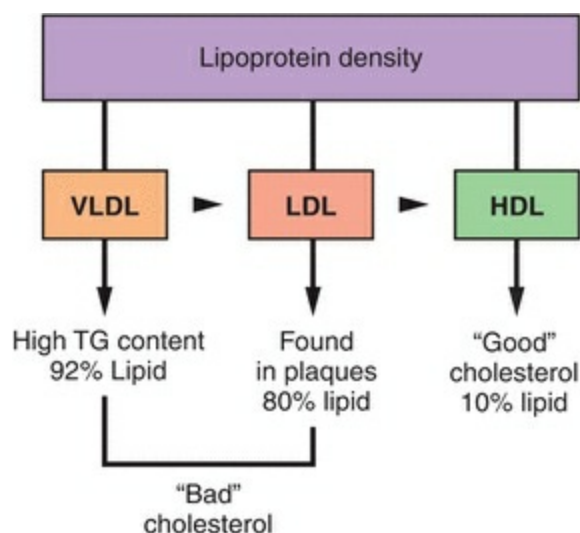 Lipoprotein density
VLDL
LDL
HDL
High TG content
92% Lipid
Found
in plaques
80% lipid
“Good”
cholesterol
10% lipid
“Bad”
cholesterol